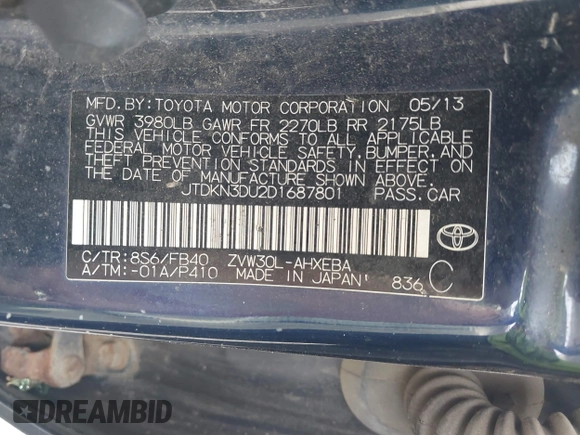 MFD. BY: TOYOTA MOTOR CORPORATION 05/13
GVWR 3980LB GAWR FR 2270LB RR 2175LB
THIS VEHICLE CONFORMS TO ALL APPLICABLE
FEDERAL MOTOR VEHICLE SAFETY, BUMPER, AND
THEFT PREVENTION STANDARDS IN EFFECT ON
THE DATE OF MANUFACTURE SHOWN ABOVE.
JTDKN3DU2D1687801 PASS. CAR
C/TR: 8S6/FB40 ZVW30L-AHXEBA
A/TM: -01A/P410 MADE IN JAPAN 836 C
TOYOTA
DREAMBID